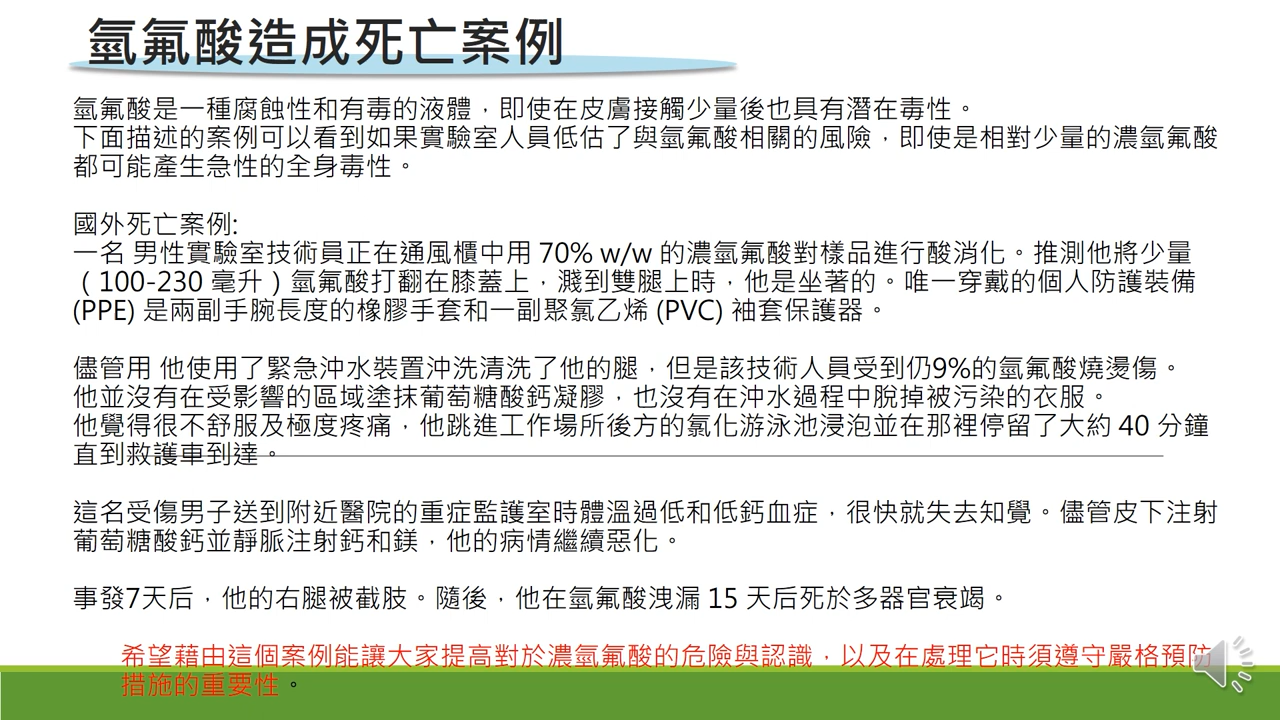 氫氟酸造成死亡案例
氫氟酸是一種腐蝕性和有毒的液體，即使在皮膚接觸少量後也具有潛在毒性。
下面描述的案例可以看到如果實驗室人員低估了與氫氟酸相關的風險，即使是相對少量的濃氫氟酸
都可能產生急性的全身毒性。
國外死亡案例:
一名 男性實驗室技術員正在通風櫃中用 70% w/w 的濃氫氟酸對樣品進行酸消化。推測他將少量
（100-230 毫升）氫氟酸打翻在膝蓋上，濺到雙腿上時，他是坐著的。唯一穿戴的個人防護裝備
(PPE) 是兩副手腕長度的橡膠手套和一副聚氯乙烯 (PVC) 袖套保護器。
儘管用 他使用了緊急沖水裝置沖洗清洗了他的腿，但是該技術人員受到仍9%的氫氟酸燒燙傷。
他並沒有在受影響的區域塗抹葡萄糖酸鈣凝膠，也沒有在沖水過程中脫掉被污染的衣服。
他覺得很不舒服及極度疼痛，他跳進工作場所後方的氯化游泳池浸泡並在那裡停留了大約 40 分鐘
直到救護車到達。
這名受傷男子送到附近醫院的重症監護室時體溫過低和低鈣血症，很快就失去知覺。儘管皮下注射
葡萄糖酸鈣並靜脈注射鈣和鎂，他的病情繼續惡化。
事發7天后，他的右腿被截肢。隨後，他在氫氟酸洩漏 15 天后死於多器官衰竭。
希望藉由這個案例能讓大家提高對於濃氫氟酸的危險與認識，以及在處理它時須遵守嚴格預防
措施的重要性。